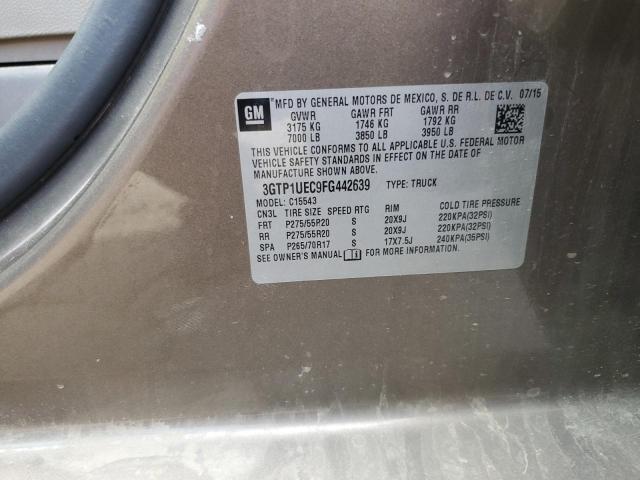 GM
MFD BY GENERAL MOTORS DE MEXICO, S. DE R.L. DE C.V. 07/15
GVWR GAWR FRT GAWR RR
3175 KG 1746 KG 1792 KG
7000 LB 3850 LB 3950 LB
THIS VEHICLE CONFORMS TO ALL APPLICABLE U.S. FEDERAL MOTOR
VEHICLE SAFETY STANDARDS IN EFFECT ON THE DATE OF
MANUFACTURE SHOWN ABOVE.
3GTP1UEC9FG442639 TYPE: TRUCK
MODEL: C15543
CN3L TIRE SIZE SPEED RTG RIM COLD TIRE PRESSURE
FRT P275/55R20 S 20X9J 220KPA(32PSI)
RR P275/55R20 S 20X9J 220KPA(32PSI)
SPA P265/70R17 S 17X7.5J 240KPA(35PSI)
SEE OWNER'S MANUAL FOR MORE INFORMATION.